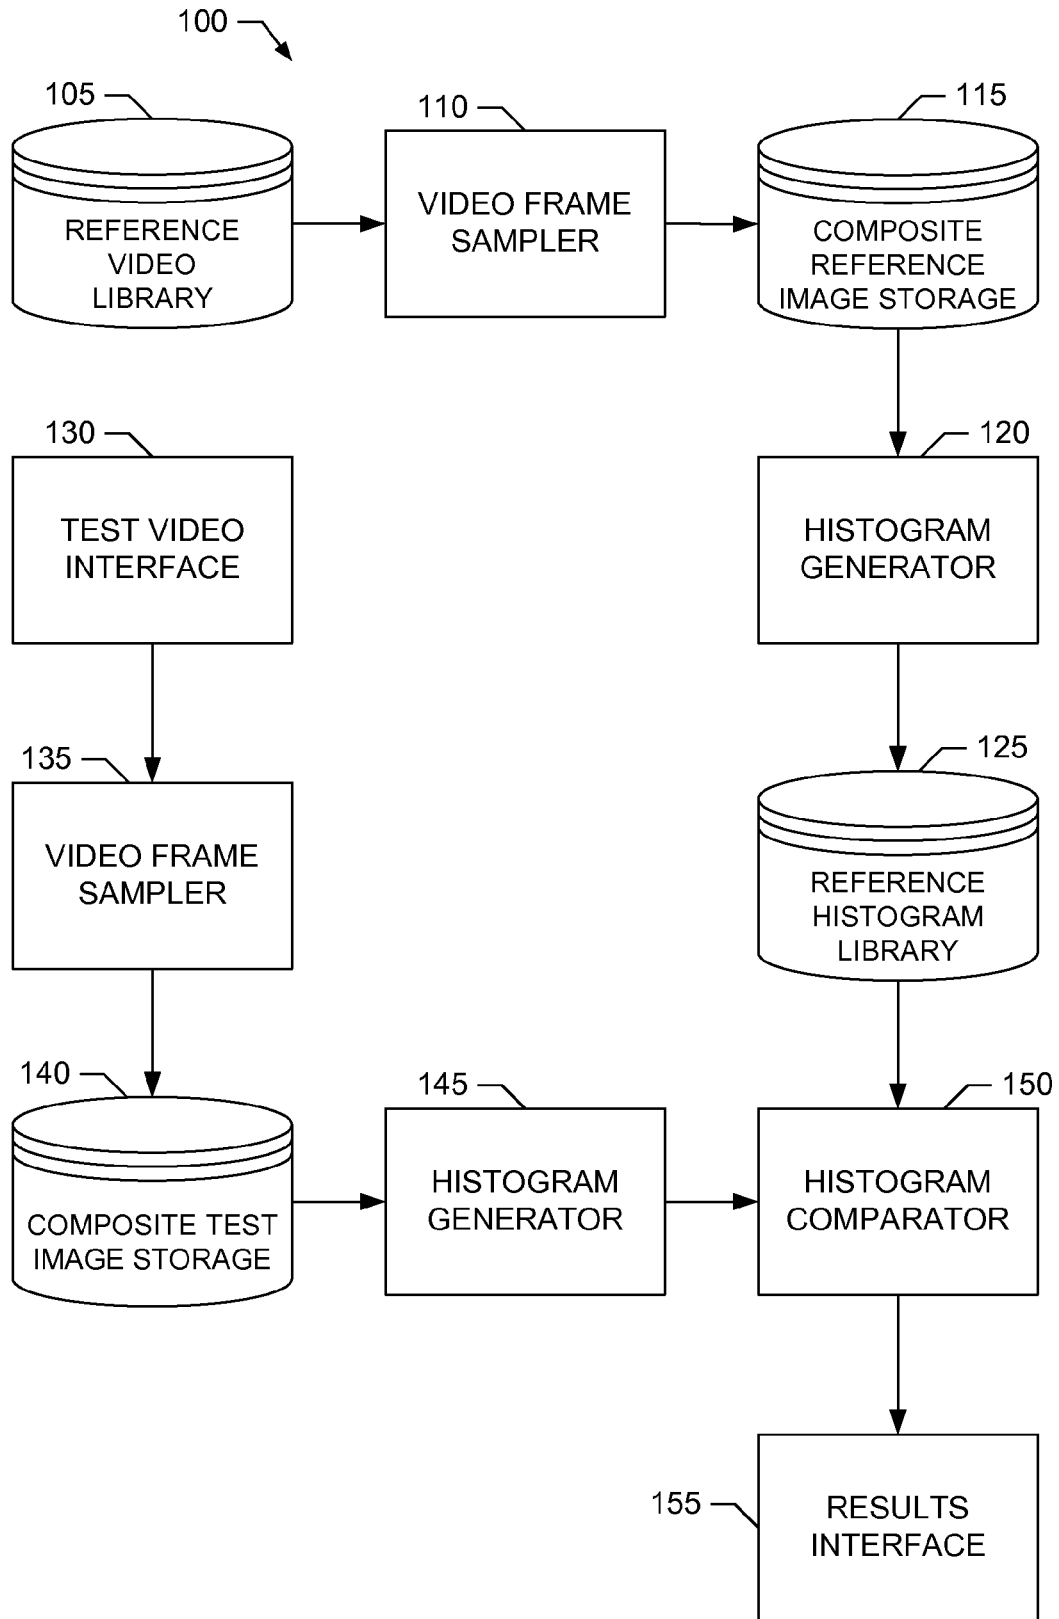 100
105
REFERENCE
VIDEO
LIBRARY
110
VIDEO FRAME
SAMPLER
115
COMPOSITE
REFERENCE
IMAGE STORAGE
130
TEST VIDEO
INTERFACE
120
HISTOGRAM
GENERATOR
135
VIDEO FRAME
SAMPLER
125
REFERENCE
HISTOGRAM
LIBRARY
140
COMPOSITE TEST
IMAGE STORAGE
145
HISTOGRAM
GENERATOR
150
HISTOGRAM
COMPARATOR
155
RESULTS
INTERFACE